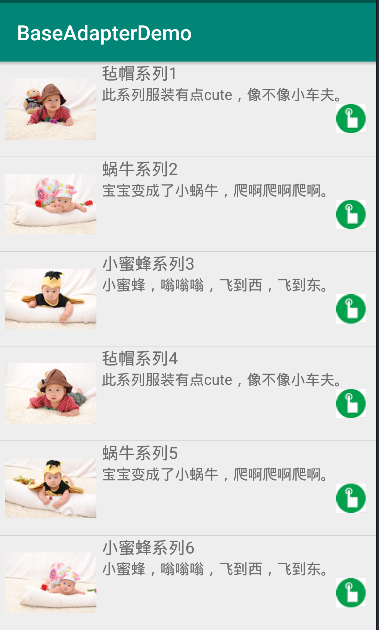 BaseAdapterDemo
毡帽系列1
此系列服装有点cute，像不像小车夫。
蜗牛系列2
宝宝变成了小蜗牛，爬啊爬啊爬啊。
小蜜蜂系列3
小蜜蜂，嗡嗡嗡，飞到西，飞到东。
毡帽系列4
此系列服装有点cute，像不像小车夫。
蜗牛系列5
宝宝变成了小蜗牛，爬啊爬啊爬啊。
小蜜蜂系列6
小蜜蜂，嗡嗡嗡，飞到西，飞到东。